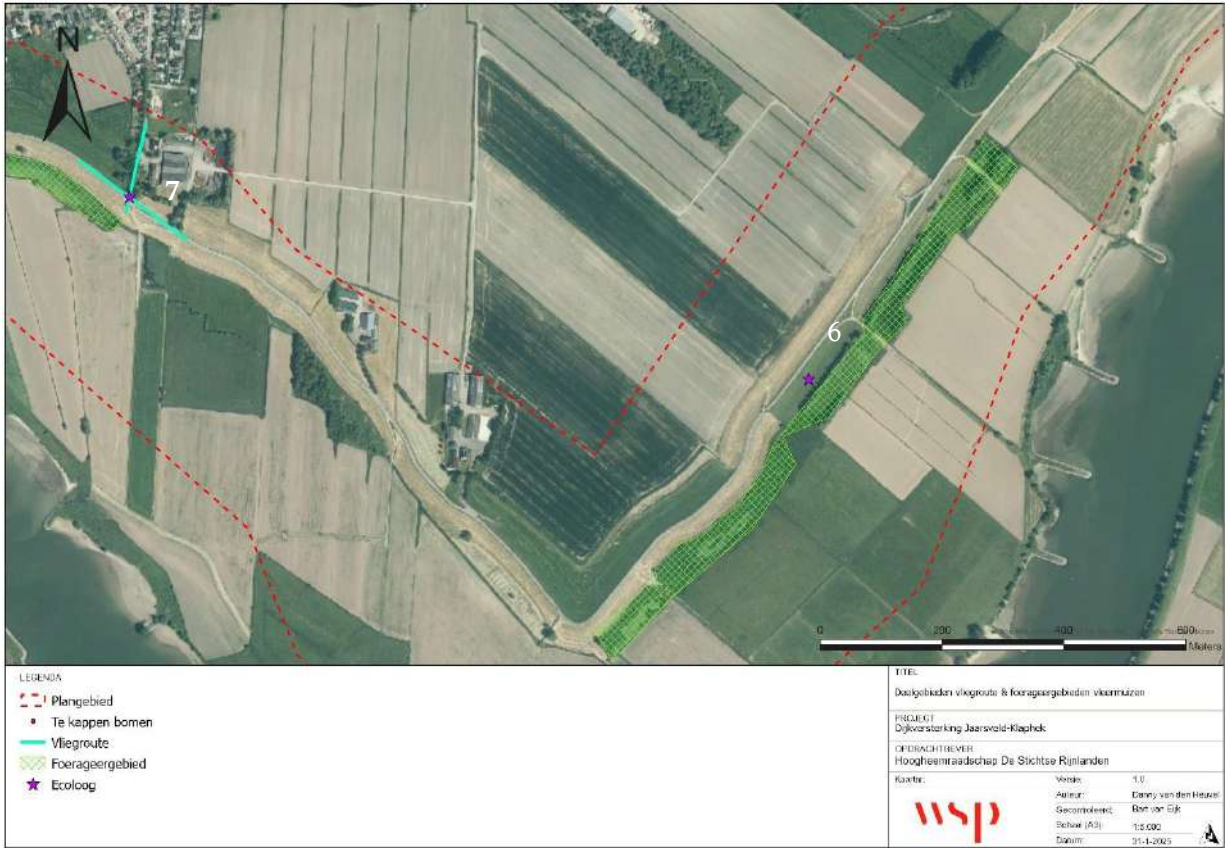 N
7
6
0 200 400 600
Meters
LEGENDA
Plangebied
Te kappen bomen
Vliegroute
Foerageergebied
Ecoloog
TITEL
Deelgebieden vliegroute & foerageergebieden vleermuizen
PROJECT
Dijkversterking Jaarsveld-Klaphek
OPDRACHTGEVER
Hoogheemraadschap De Stichtse Rijnlanden
Kaartnr:
Versie: 1.0
Auteur: Danny van den Heuvel
Gecontroleerd: Bart van Eijk
Schaal (A3): 1:5.000
Datum: 31-1-2025
wsp